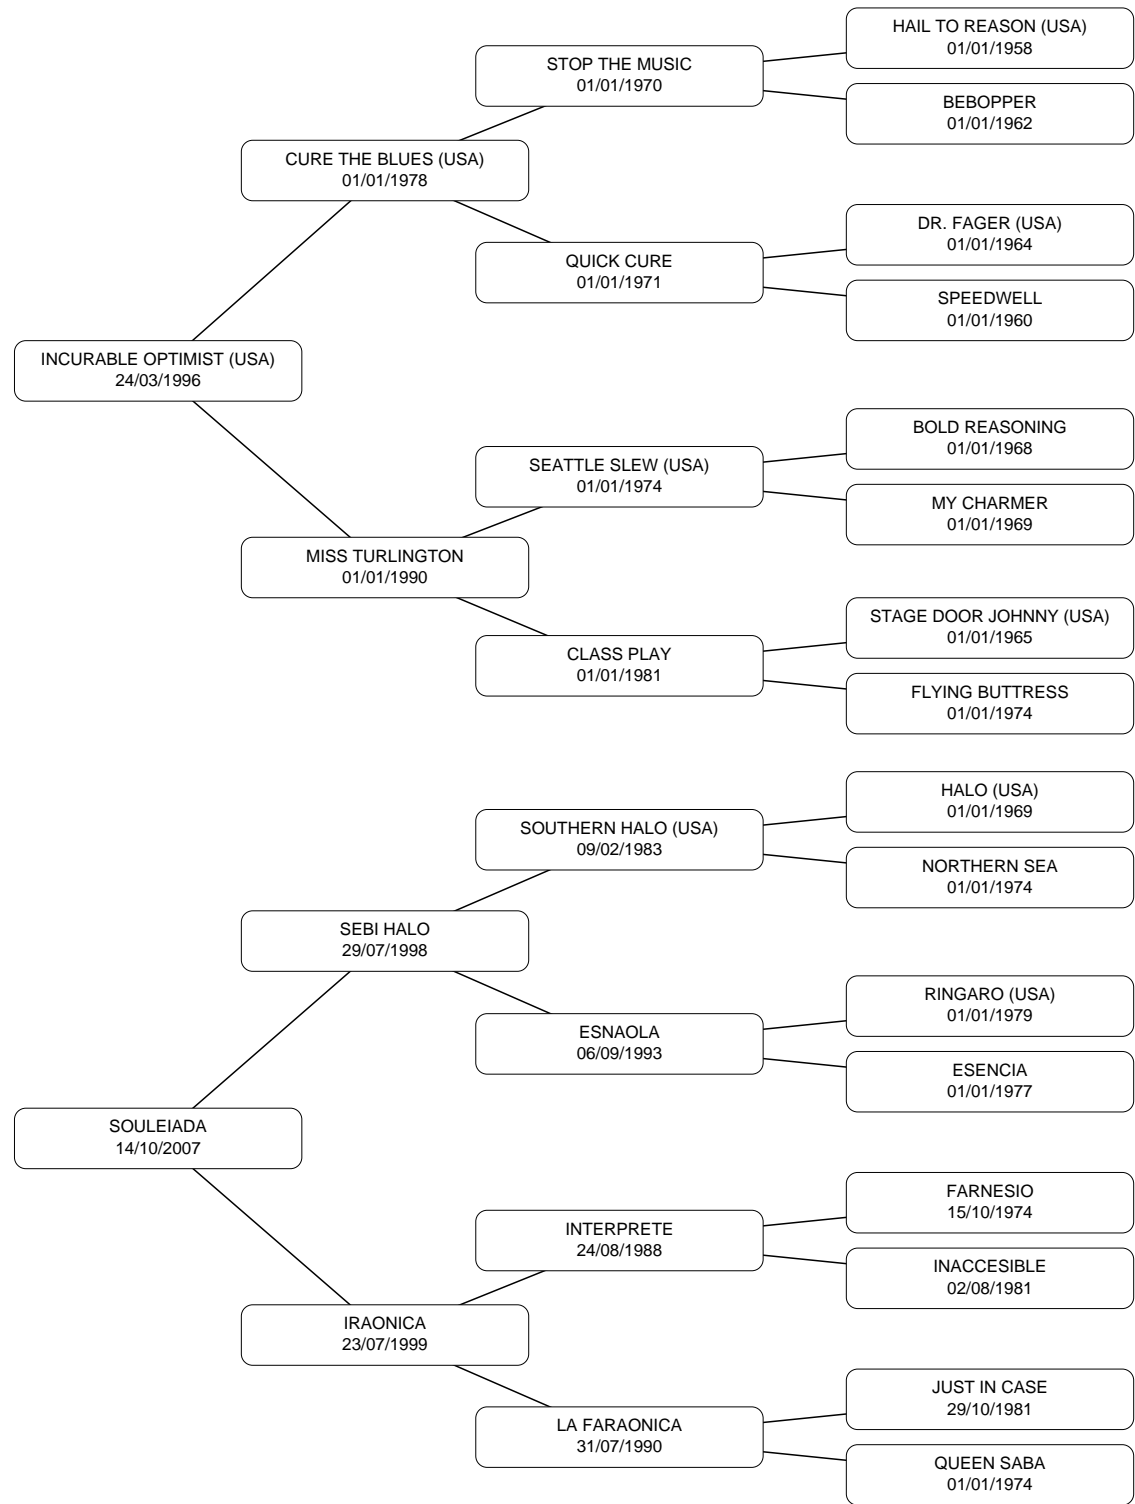 HAIL TO REASON (USA)
01/01/1958
STOP THE MUSIC
01/01/1970
BEBOPPER
01/01/1962
CURE THE BLUES (USA)
01/01/1978
DR. FAGER (USA)
01/01/1964
QUICK CURE
01/01/1971
SPEEDWELL
01/01/1960
INCURABLE OPTIMIST (USA)
24/03/1996
BOLD REASONING
01/01/1968
SEATTLE SLEW (USA)
01/01/1974
MY CHARMER
01/01/1969
MISS TURLINGTON
01/01/1990
STAGE DOOR JOHNNY (USA)
01/01/1965
CLASS PLAY
01/01/1981
FLYING BUTTRESS
01/01/1974
HALO (USA)
01/01/1969
SOUTHERN HALO (USA)
09/02/1983
NORTHERN SEA
01/01/1974
SEBI HALO
29/07/1998
RINGARO (USA)
01/01/1979
ESNAOLA
06/09/1993
ESENCIA
01/01/1977
SOULEIADA
14/10/2007
FARNESIO
15/10/1974
INTERPRETE
24/08/1988
INACCESIBLE
02/08/1981
IRAONICA
23/07/1999
JUST IN CASE
29/10/1981
LA FARAONICA
31/07/1990
QUEEN SABA
01/01/1974